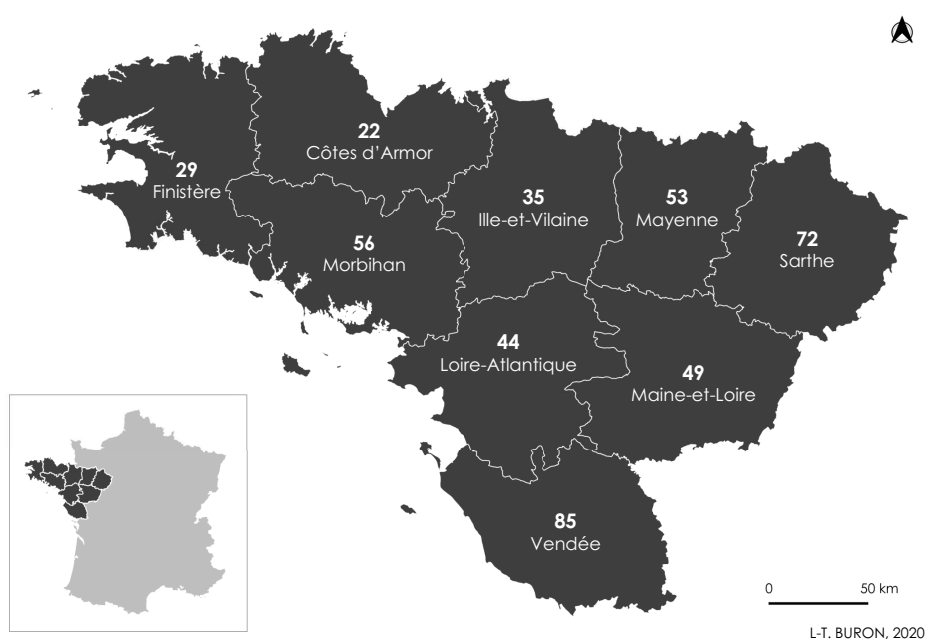 22
Côtes d'Armor
29
Finistère
35
Ille-et-Vilaine
53
Mayenne
56
Morbihan
72
Sarthe
44
Loire-Atlantique
49
Maine-et-Loire
85
Vendée
0 50 km
L-T. BURON, 2020